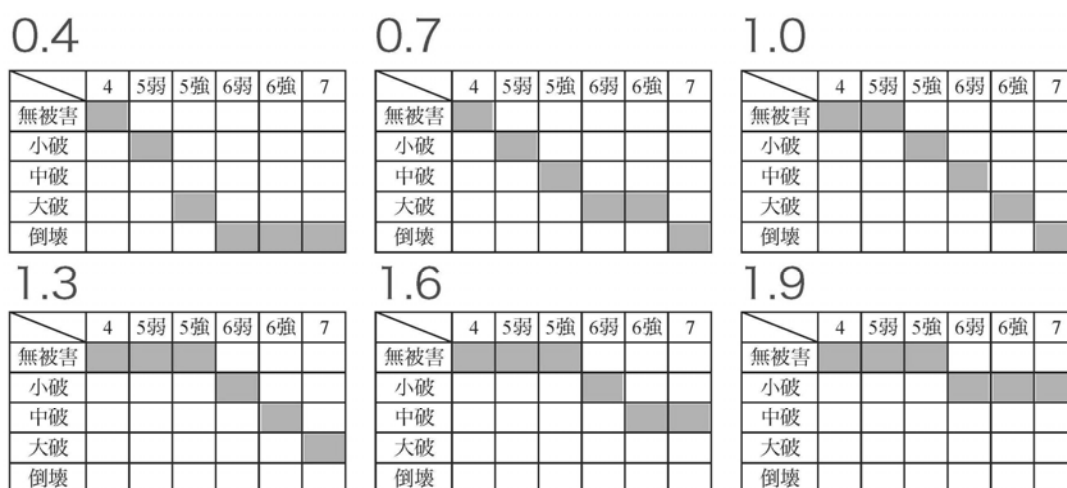 0.4 0.7 1.0
4 5弱 5強 6弱 6強 7 4 5弱 5強 6弱 6強 7 4 5弱 5強 6弱 6強 7
無被害 無被害 無被害
小破 小破 小破
中破 中破 中破
大破 大破 大破
倒壊 倒壊 倒壊
1.3 1.6 1.9
4 5弱 5強 6弱 6強 7 4 5弱 5強 6弱 6強 7 4 5弱 5強 6弱 6強 7
無被害 無被害 無被害
小破 小破 小破
中破 中破 中破
大破 大破 大破
倒壊 倒壊 倒壊